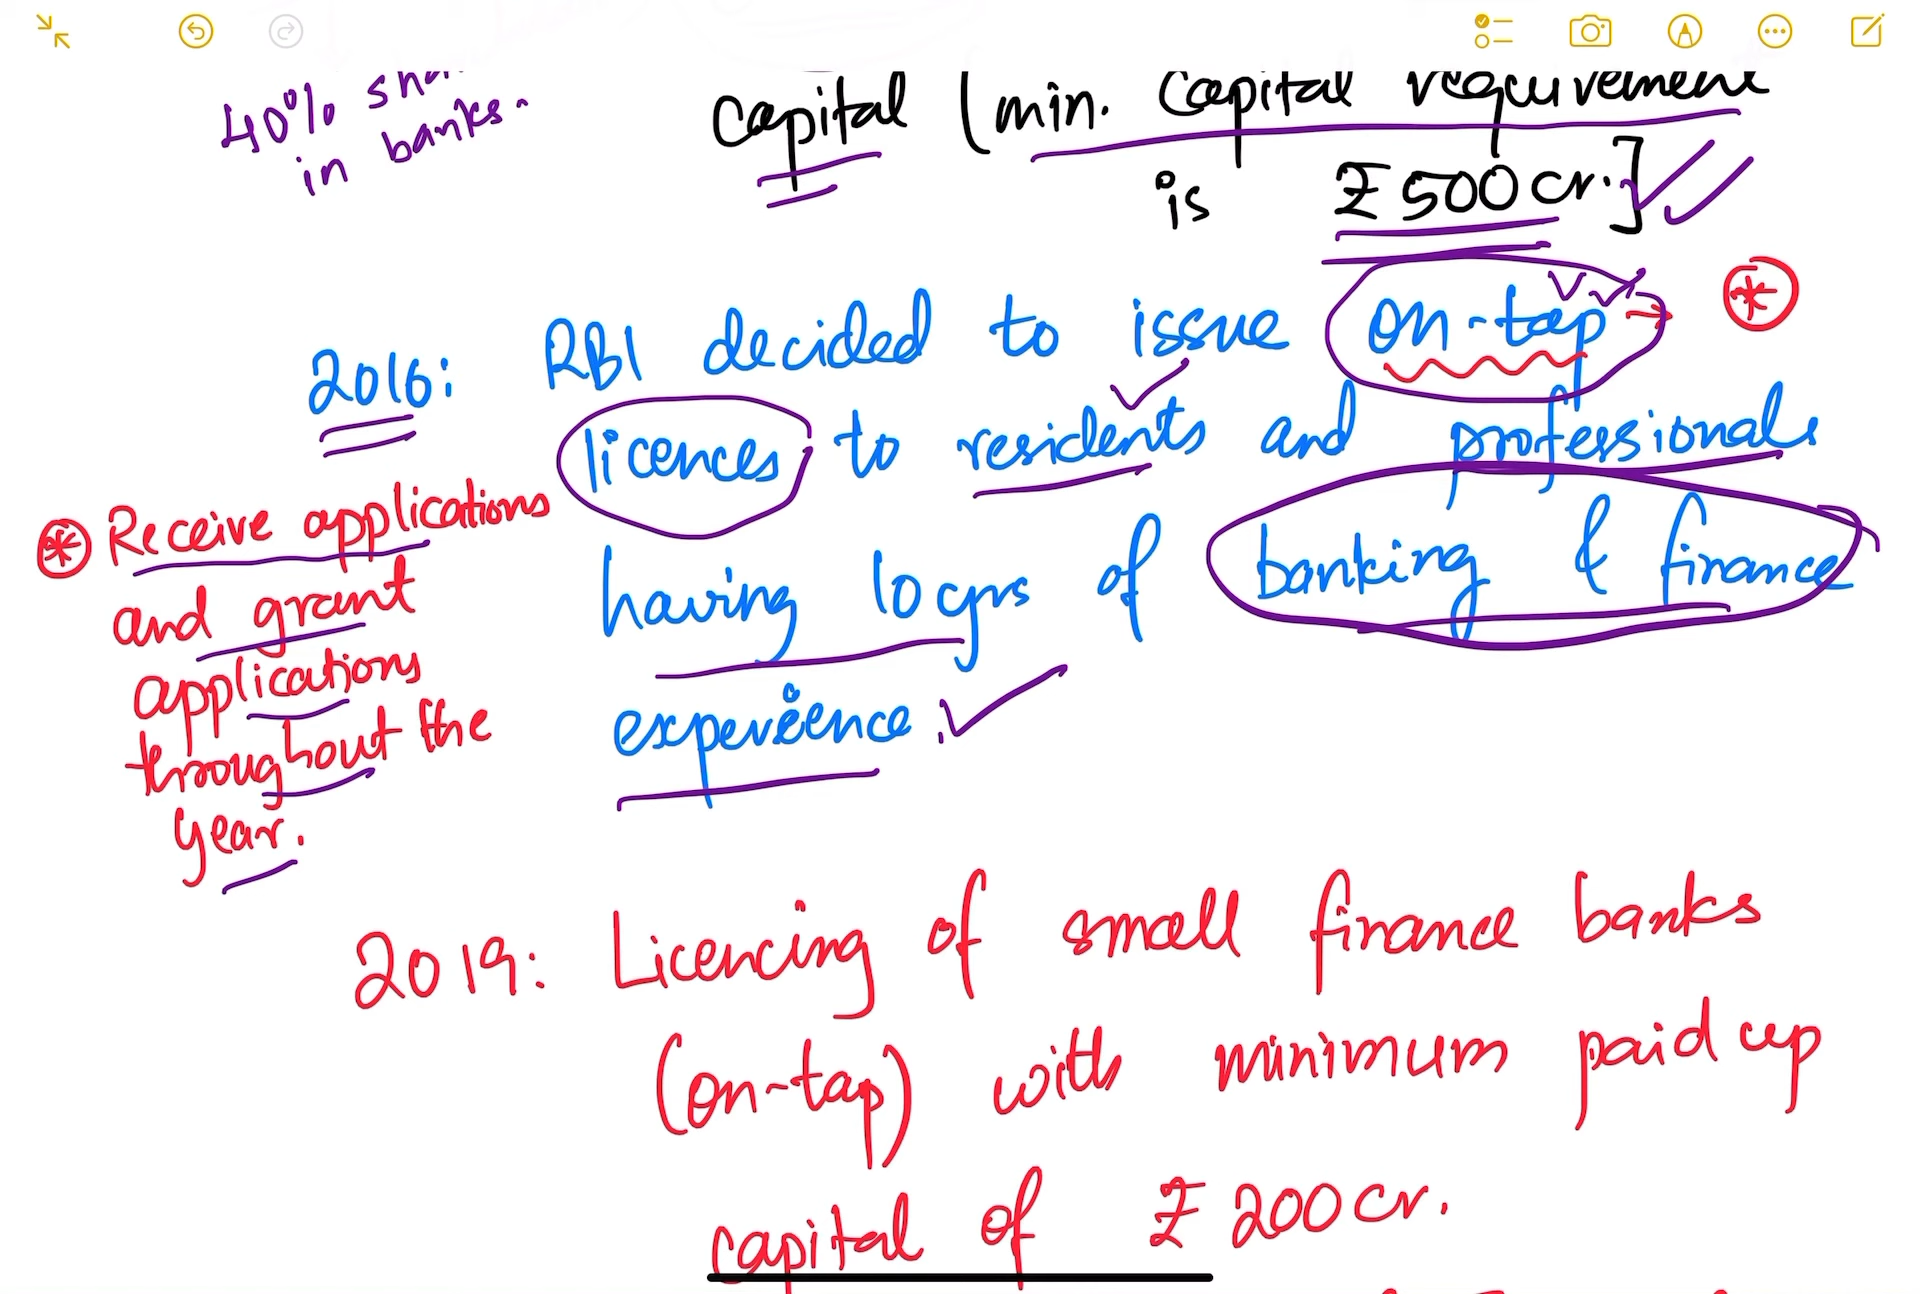 40% sha
in banks.
capital (min. capital requirement
is ₹500 cr.]
2016: RBI decided to issue on-tap → *
licences to residents and professionals
having 10 yrs of banking & finance
experience.
* Receive applications
and grant
applications
throughout the
year.
2019: Licencing of small finance banks
(on-tap) with minimum paid up
capital of ₹ 200 cr.